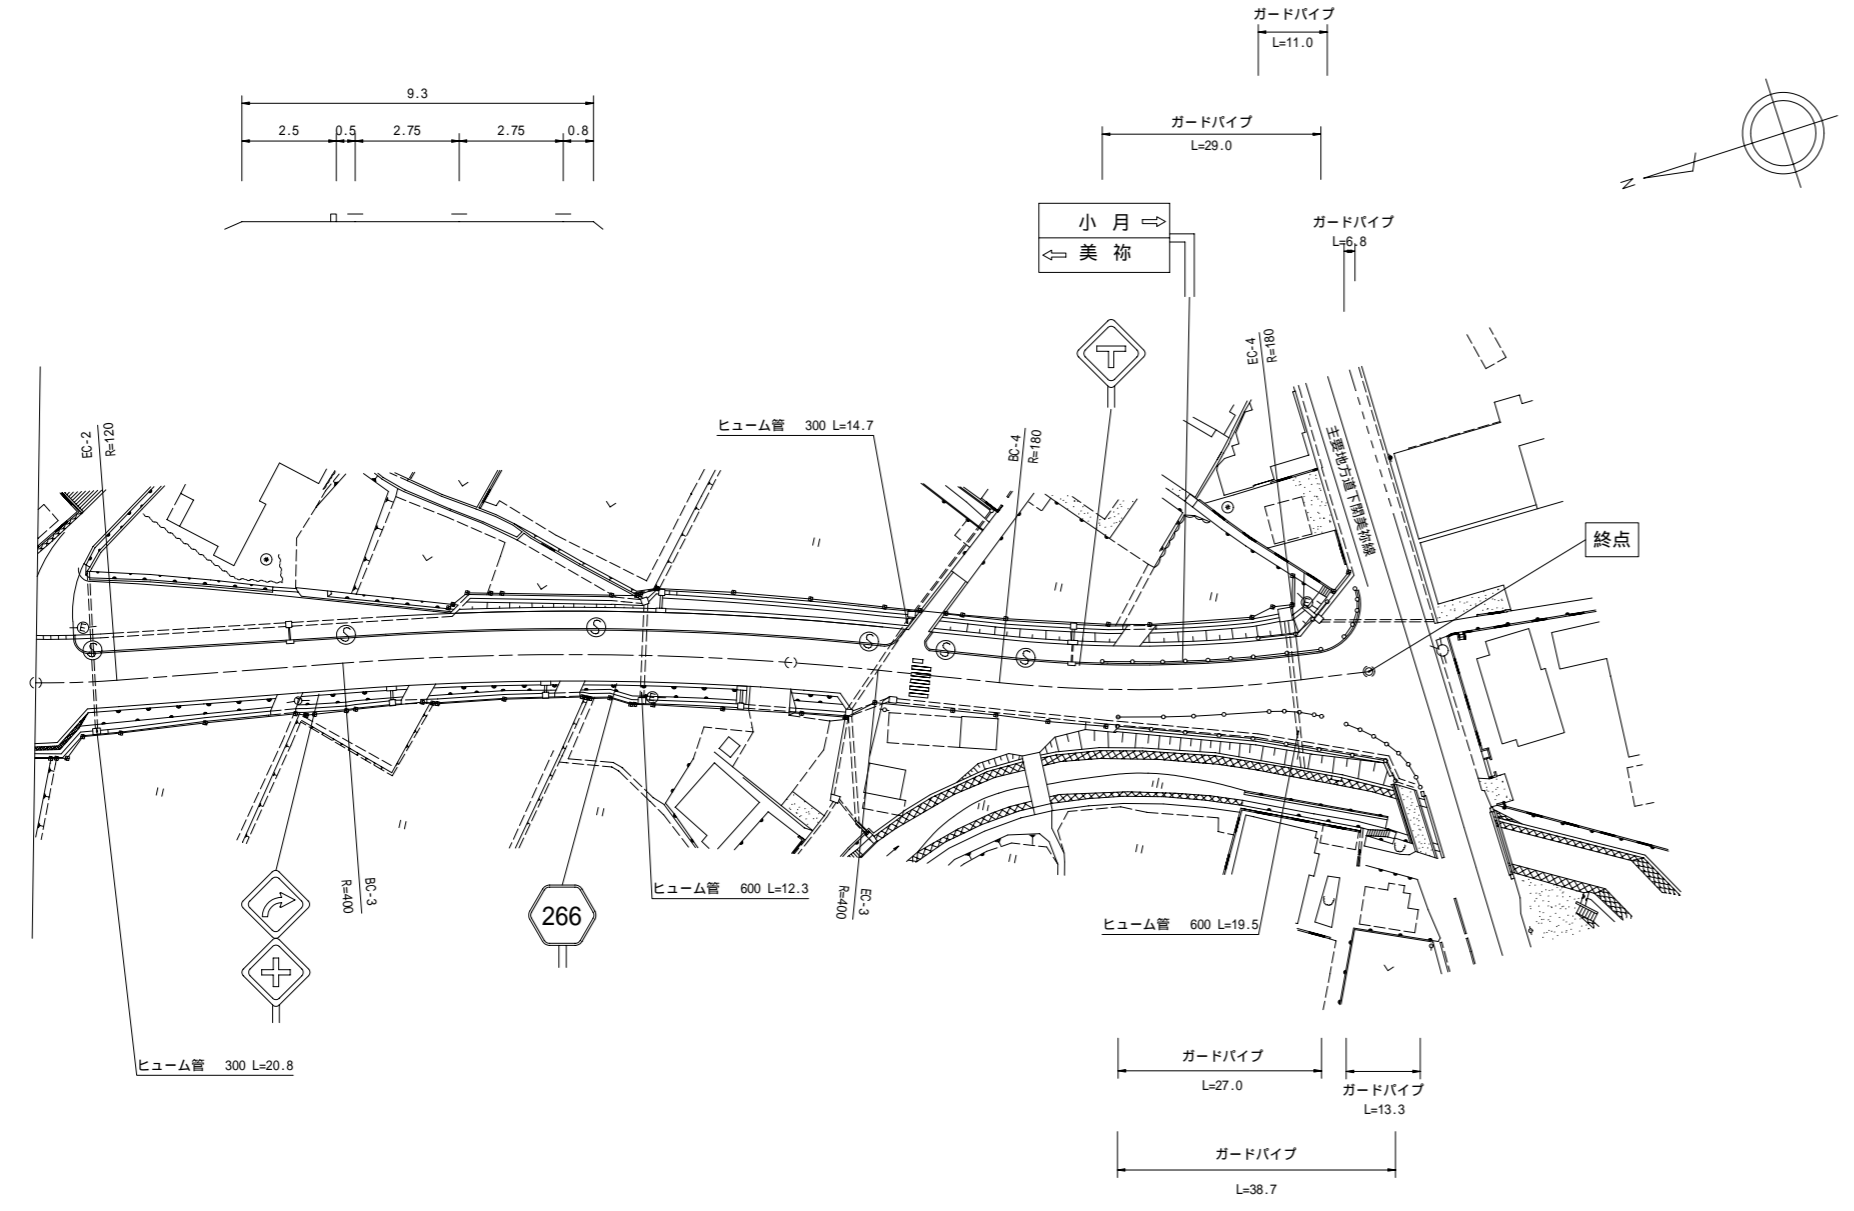 ガードパイプ
L=11.0
9.3
2.5 0.5 2.75 2.75 0.8
ガードパイプ
L=29.0
N
小 月
美 祢
ガードパイプ
L=6.8
EC-4
R=180
ヒューム管 300 L=14.7
EC-2
R=120
BC-4
R=180
主要地方道下関美祢線
終点
S
S
S
S
S
S
E
E
E
BC-3
R=400
266
ヒューム管 600 L=12.3
EC-3
R=400
ヒューム管 600 L=19.5
ヒューム管 300 L=20.8
ガードパイプ
L=27.0
ガードパイプ
L=13.3
ガードパイプ
L=38.7